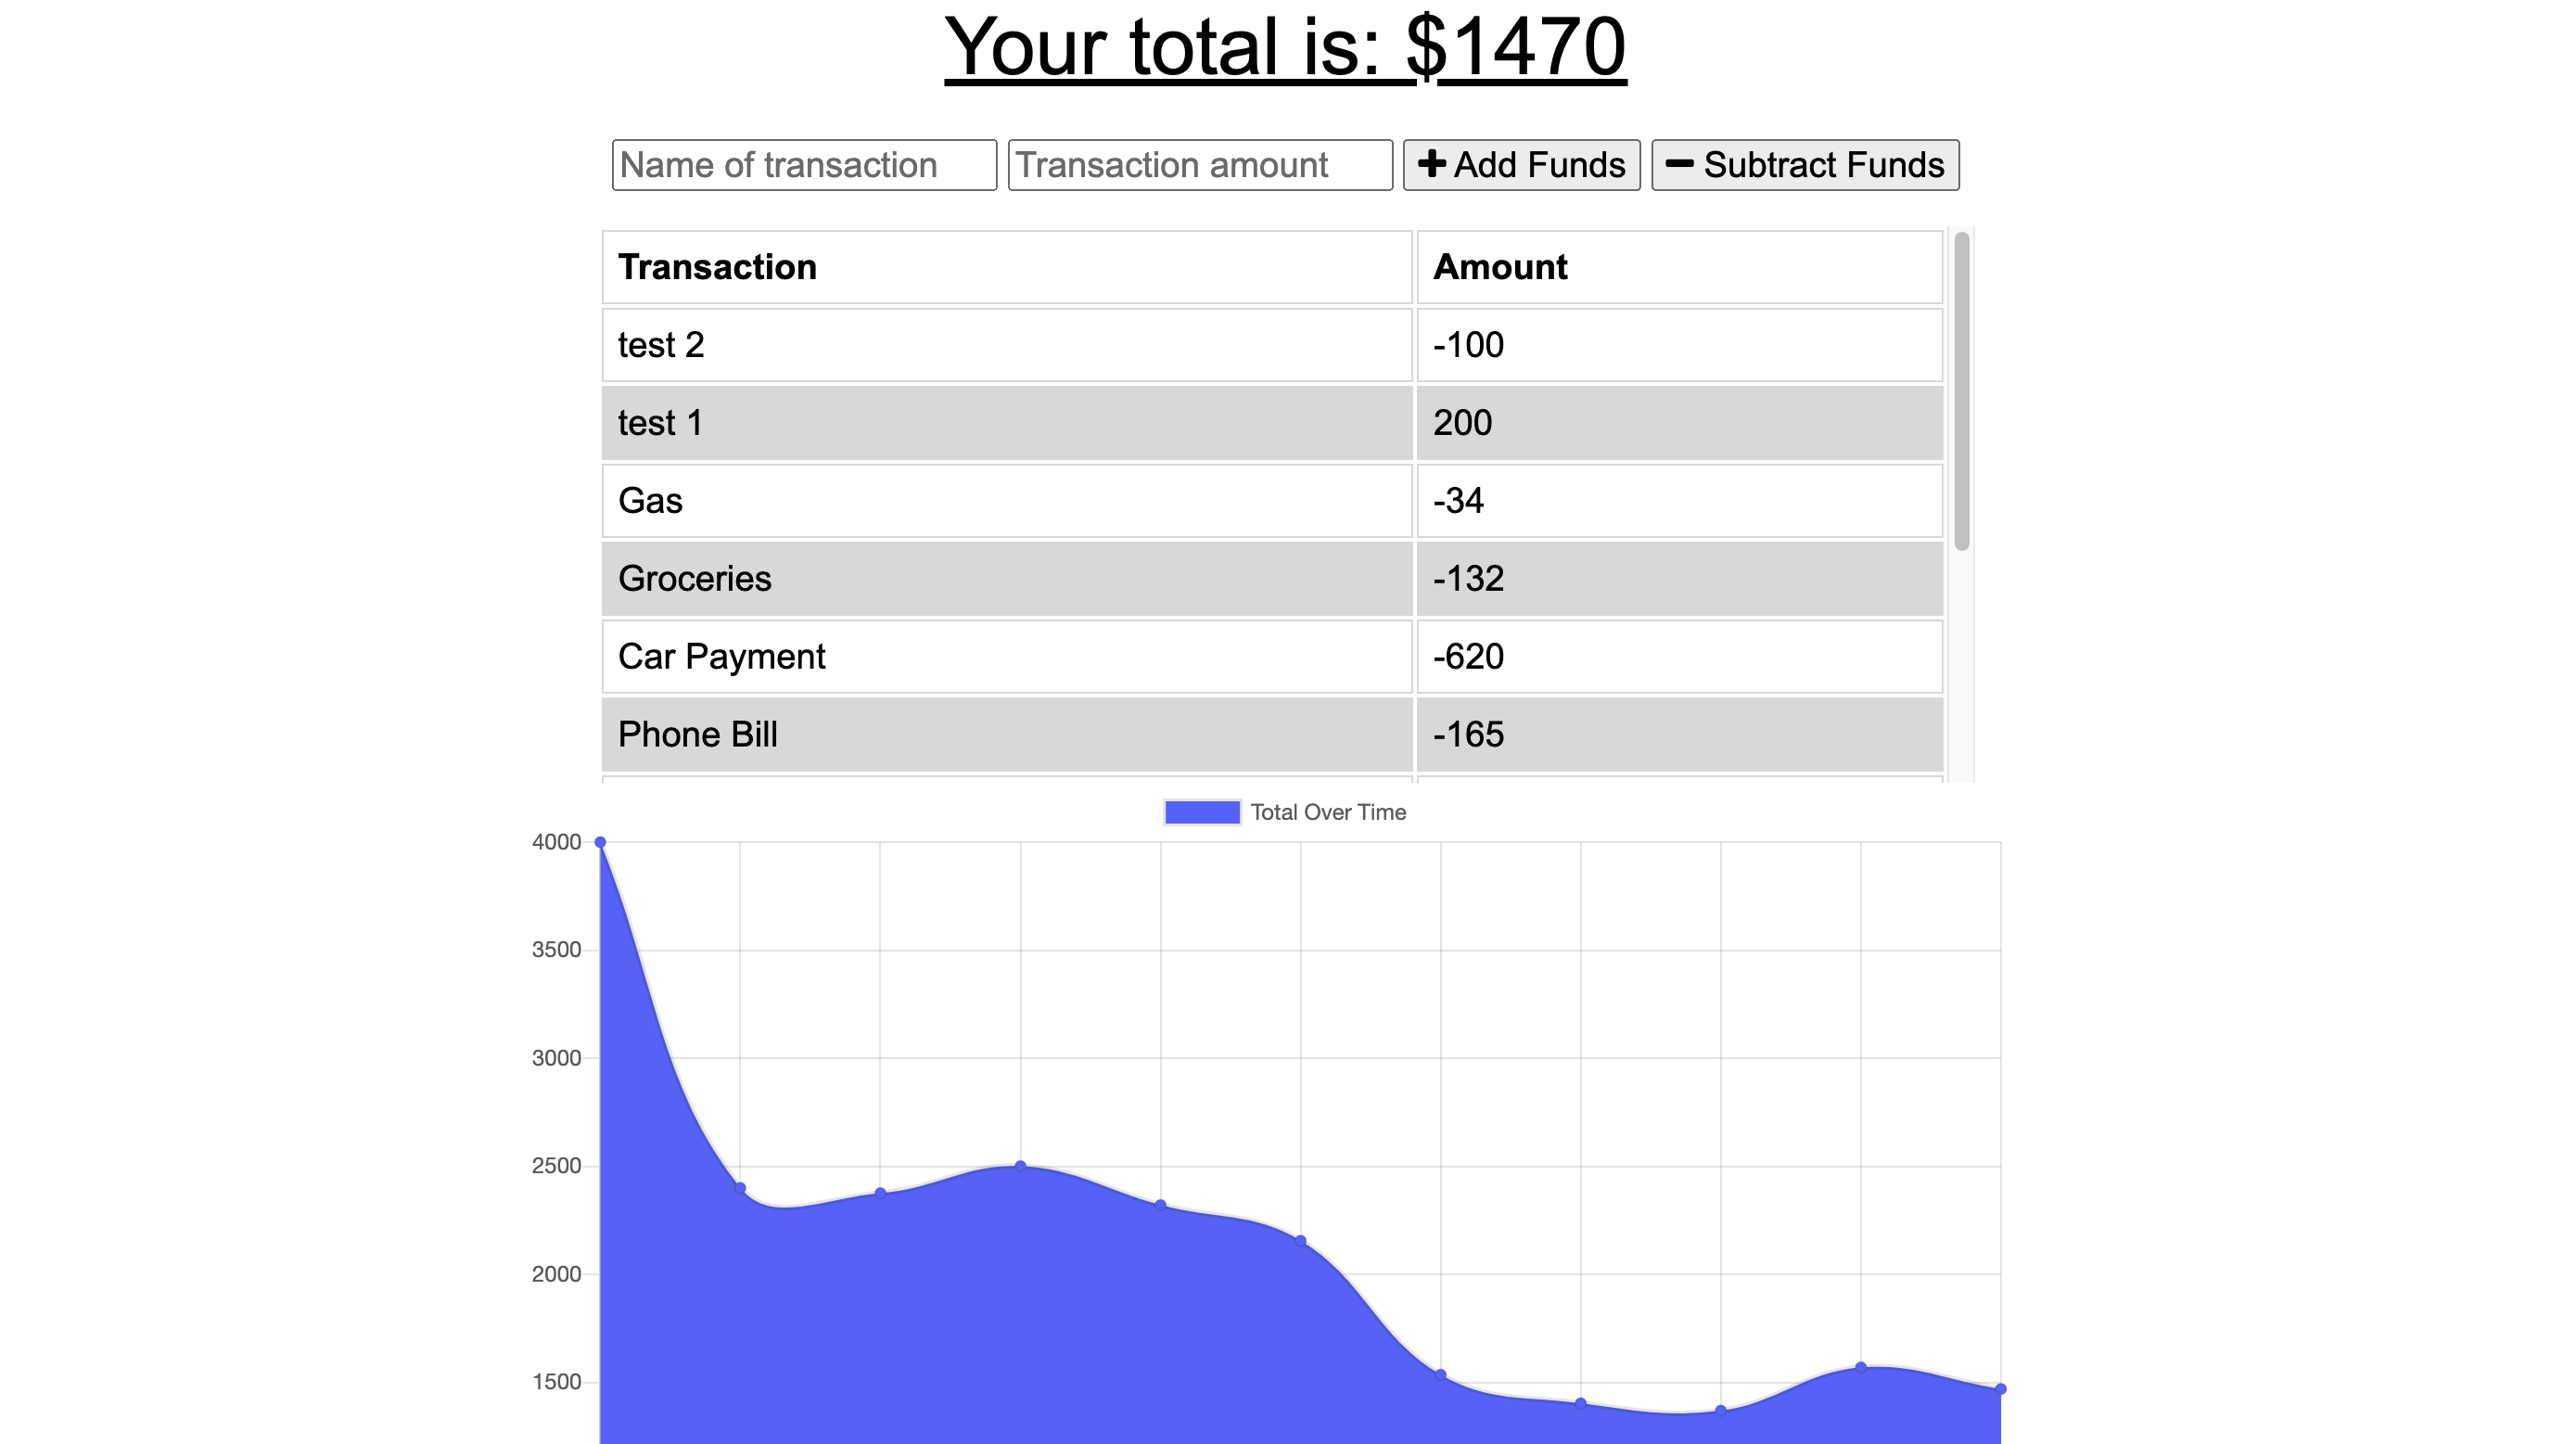 Your total is: $1470
Name of transaction Transaction amount Add Funds Subtract Funds
Transaction Amount
test 2 -100
test 1 200
Gas -34
Groceries -132
Car Payment -620
Phone Bill -165
Total Over Time
4000
3500
3000
2500
2000
1500